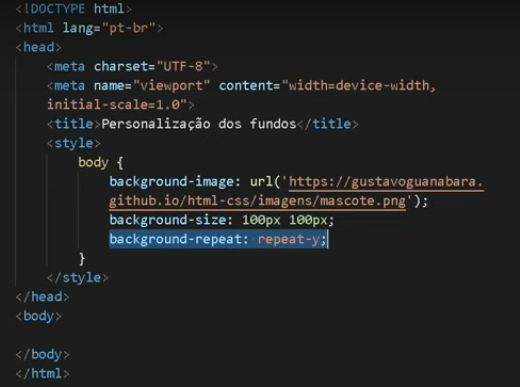 <!DOCTYPE html>
<html lang="pt-br">
<head>
    <meta charset="UTF-8">
    <meta name="viewport" content="width=device-width,
    initial-scale=1.0">
    <title>Personalização dos fundos</title>
    <style>
        body {
            background-image: url('https://gustavoguanabara.
            github.io/html-css/imagens/mascote.png');
            background-size: 100px 100px;
            background-repeat: repeat-y;
        }
    </style>
</head>
<body>

</body>
</html>